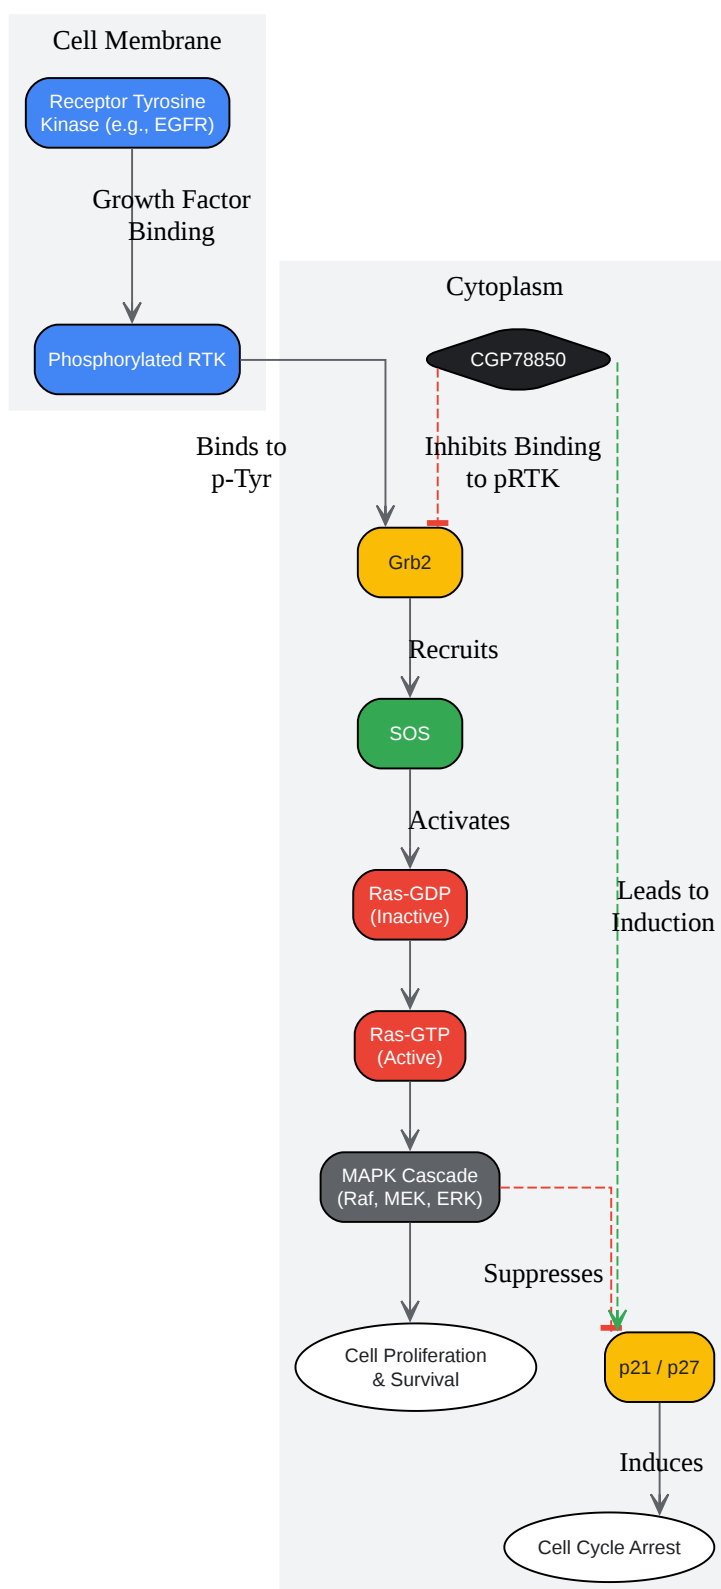 Cell Membrane
Receptor Tyrosine
Kinase (e.g., EGFR)
Growth Factor
Binding
Phosphorylated RTK
Cytoplasm
CGP78850
Binds to
p-Tyr
Inhibits Binding
to pRTK
Grb2
Recruits
SOS
Activates
Ras-GDP
(Inactive)
Leads to
Induction
Ras-GTP
(Active)
MAPK Cascade
(Raf, MEK, ERK)
Suppresses
Cell Proliferation
& Survival
p21 / p27
Induces
Cell Cycle Arrest